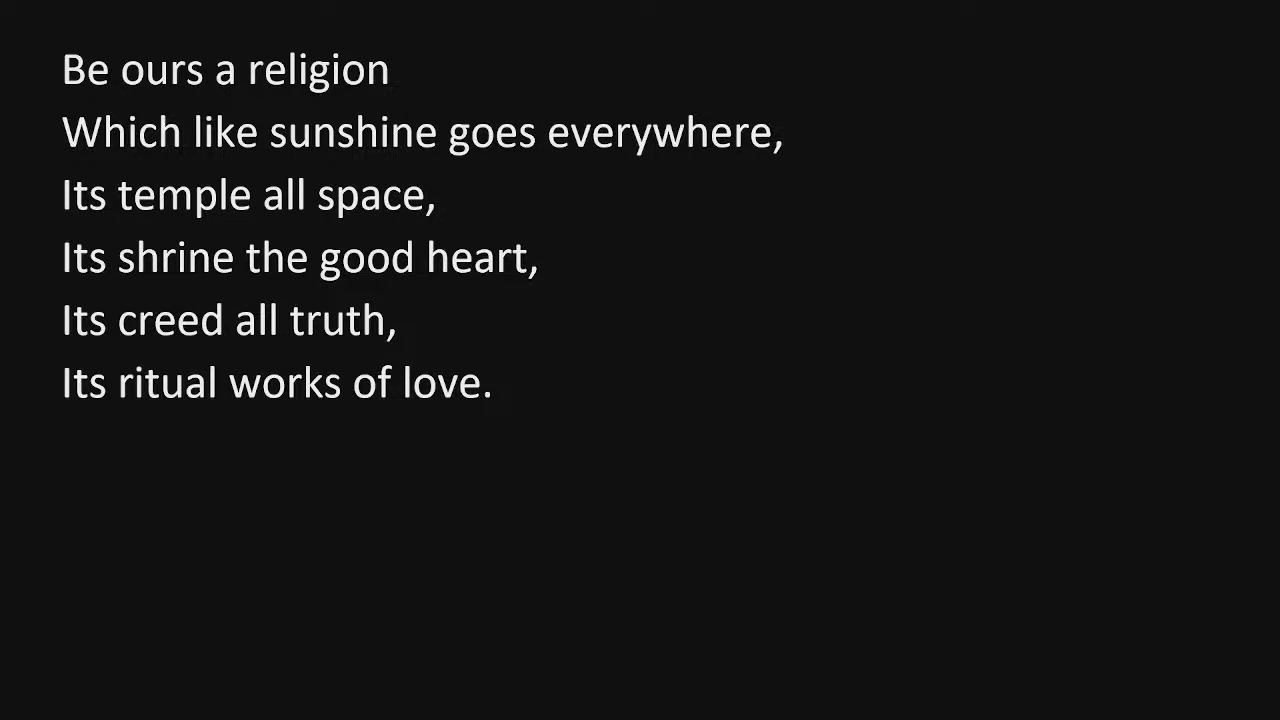 Be ours a religion
Which like sunshine goes everywhere,
Its temple all space,
Its shrine the good heart,
Its creed all truth,
Its ritual works of love.